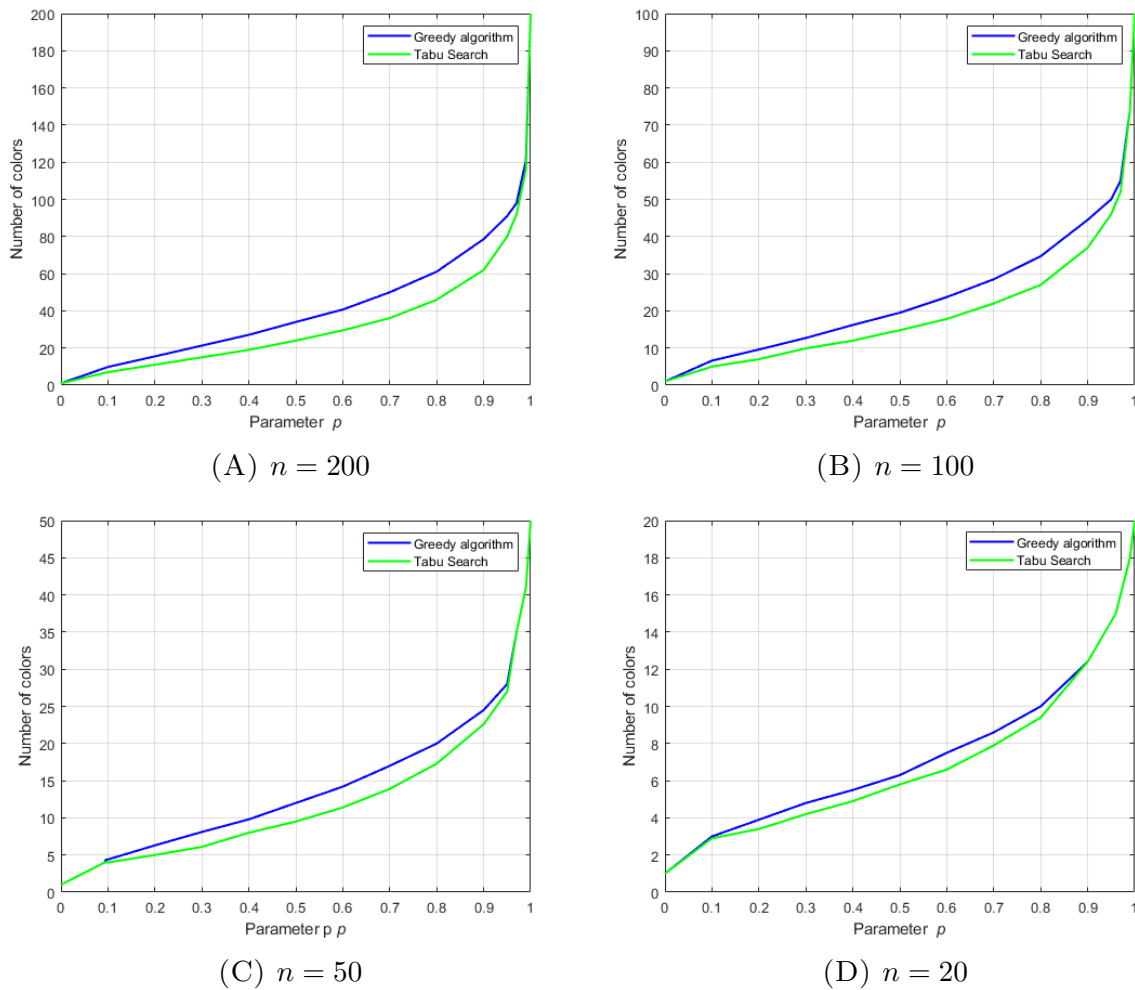 200
180
160
140
120
100
80
60
40
20
0
Number of colors
Greedy algorithm
Tabu Search
0 0.1 0.2 0.3 0.4 0.5 0.6 0.7 0.8 0.9 1
Parameter p
(A) n = 200
100
90
80
70
60
50
40
30
20
10
0
Number of colors
Greedy algorithm
Tabu Search
0 0.1 0.2 0.3 0.4 0.5 0.6 0.7 0.8 0.9 1
Parameter p
(B) n = 100
50
45
40
35
30
25
20
15
10
5
0
Number of colors
Greedy algorithm
Tabu Search
0 0.1 0.2 0.3 0.4 0.5 0.6 0.7 0.8 0.9 1
Parameter p p
(C) n = 50
20
18
16
14
12
10
8
6
4
2
0
Number of colors
Greedy algorithm
Tabu Search
0 0.1 0.2 0.3 0.4 0.5 0.6 0.7 0.8 0.9 1
Parameter p
(D) n = 20